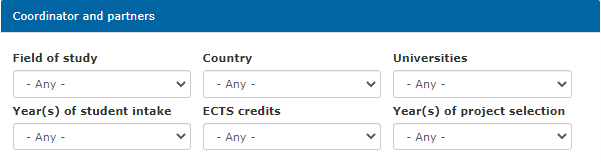 Coordinator and partners
Field of study Country Universities
- Any - - Any - - Any -
Year(s) of student intake ECTS credits Year(s) of project selection
- Any - - Any - - Any -